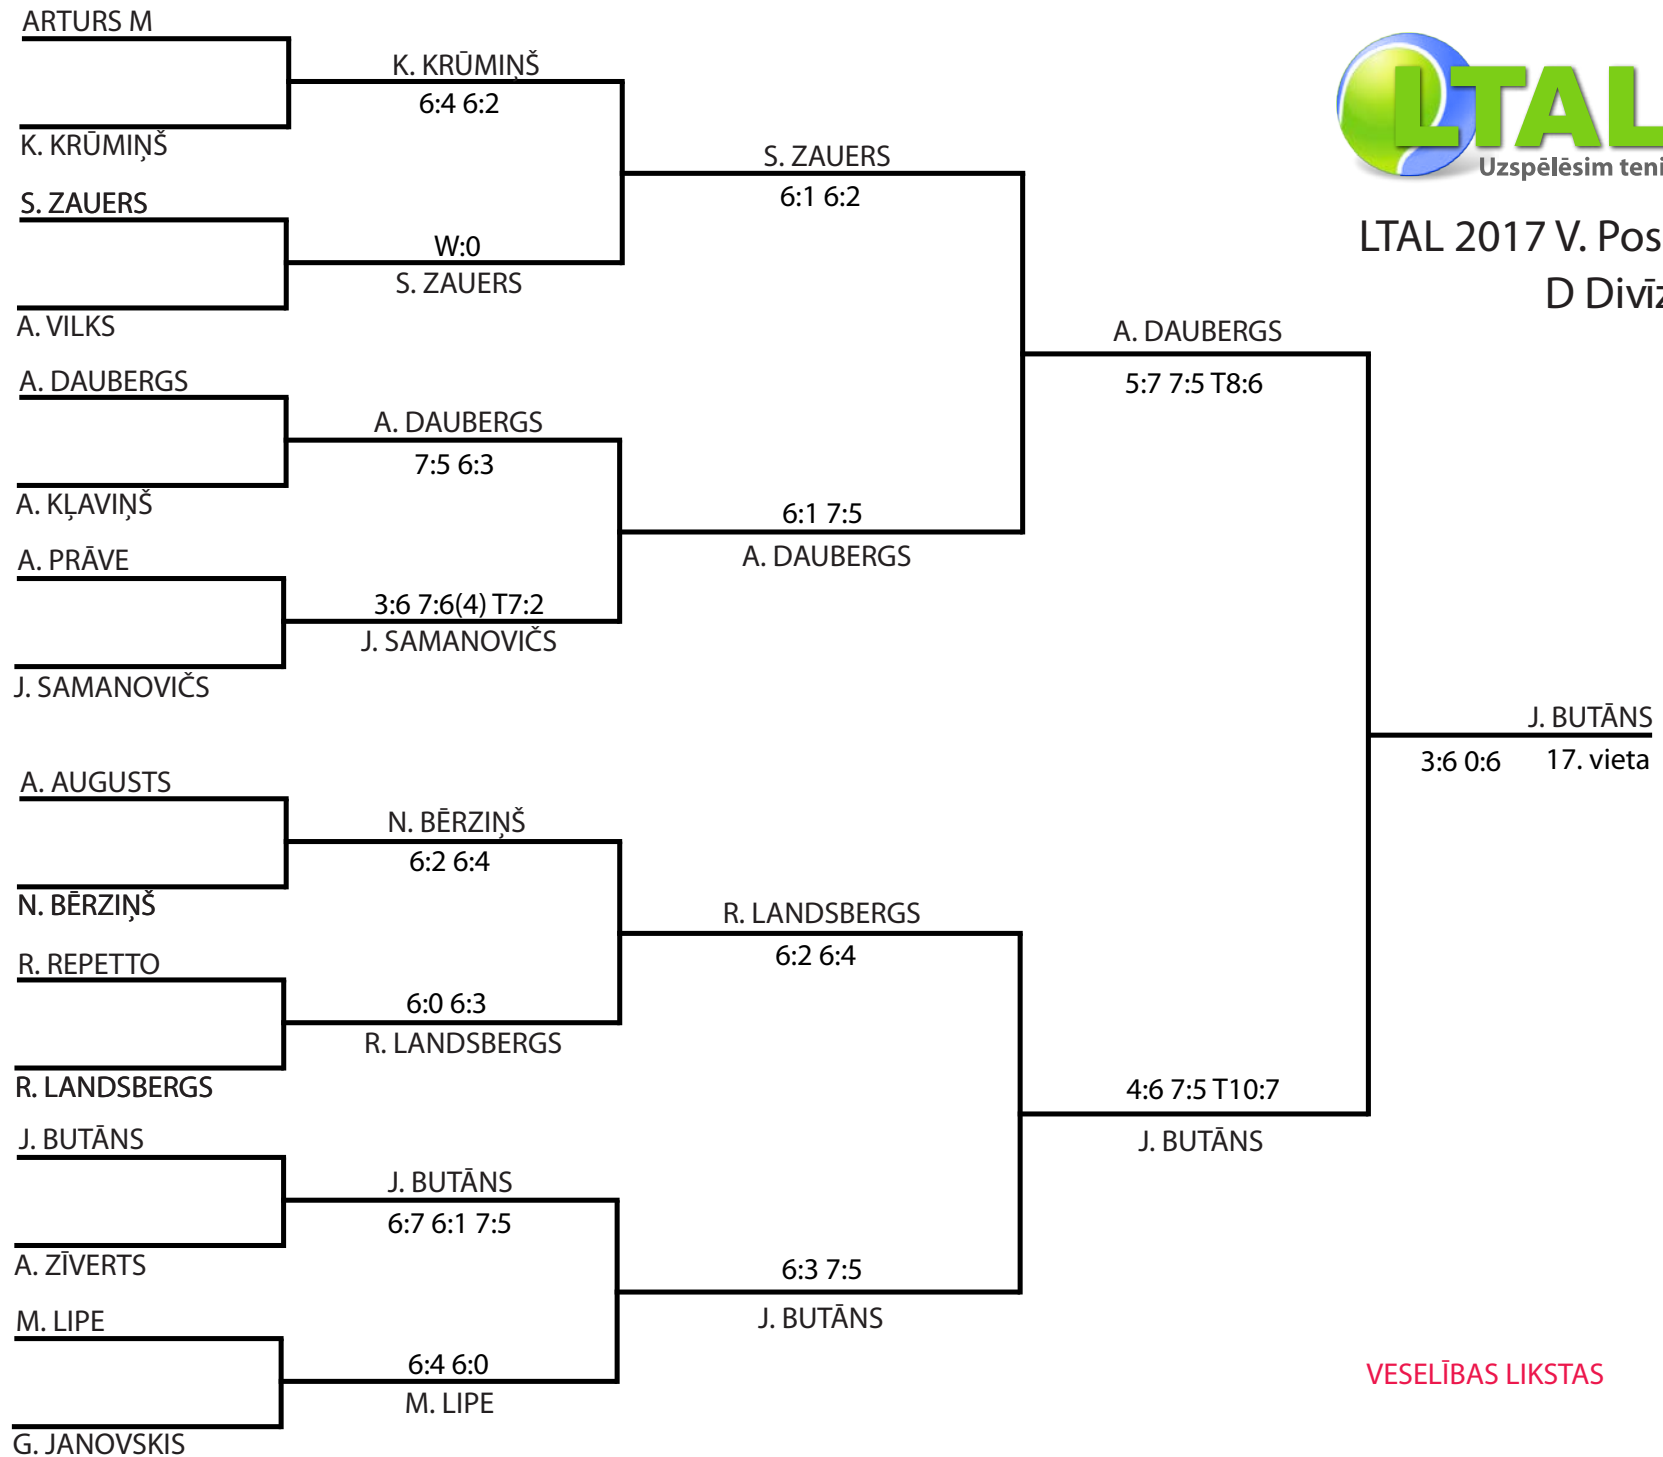 ARTURS M
K. KRŪMIŅŠ
6:4 6:2
K. KRŪMIŅŠ
S. ZAUERS
W:0
S. ZAUERS
A. VILKS
S. ZAUERS
6:1 6:2
A. DAUBERGS
A. DAUBERGS
7:5 6:3
A. KĻAVIŅŠ
A. PRĀVE
3:6 7:6(4) T7:2
J. SAMANOVIČS
J. SAMANOVIČS
6:1 7:5
A. DAUBERGS
A. DAUBERGS
5:7 7:5 T8:6
LTAL
Uzspēlēsim teni
LTAL 2017 V. Pos
D Divīz
J. BUTĀNS
3:6 0:6 17. vieta
A. AUGUSTS
N. BĒRZIŅŠ
6:2 6:4
N. BĒRZIŅŠ
R. REPETTO
6:0 6:3
R. LANDSBERGS
R. LANDSBERGS
R. LANDSBERGS
6:2 6:4
J. BUTĀNS
J. BUTĀNS
6:7 6:1 7:5
A. ZĪVERTS
M. LIPE
6:4 6:0
M. LIPE
G. JANOVSKIS
6:3 7:5
J. BUTĀNS
4:6 7:5 T10:7
J. BUTĀNS
VESELĪBAS LIKSTAS